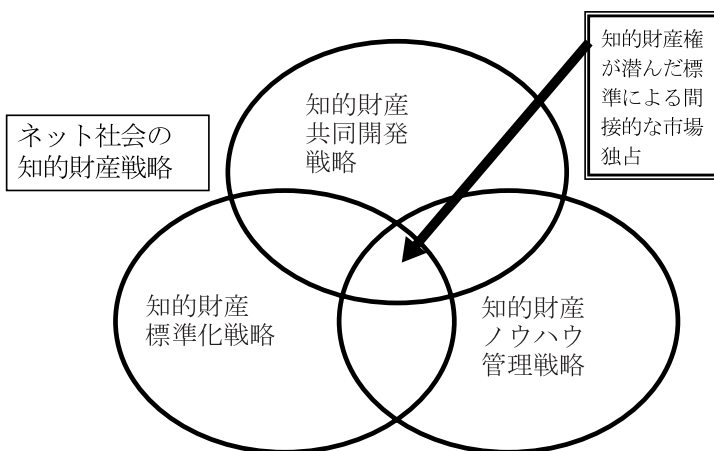 ネット社会の
知的財産戦略
知的財産
共同開発
戦略
知的財産権
が潜んだ標
準による間
接的な市場
独占
知的財産
標準化戦略
知的財産
ノウハウ
管理戦略